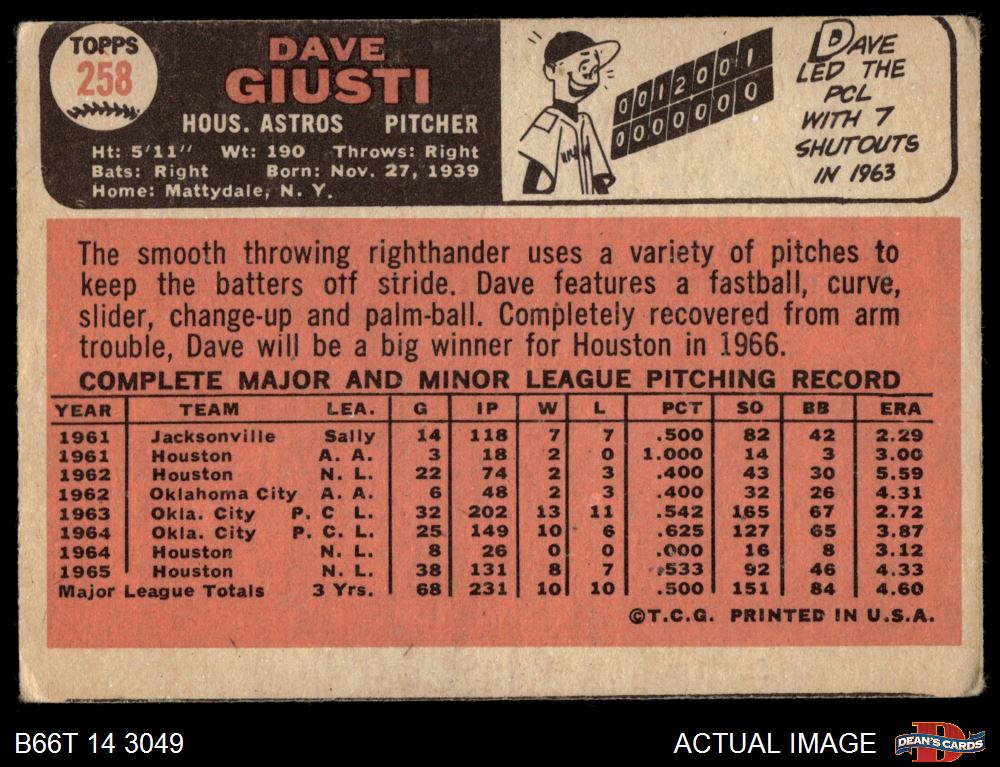 TOPPS
258
DAVE
GIUSTI
HOUS. ASTROS PITCHER
Ht: 5'11" Wt: 190 Throws: Right
Bats: Right Born: Nov. 27, 1939
Home: Mattydale, N. Y.
0012001
0000000
DAVE
LED THE
PCL
WITH 7
SHUTOUTS
IN 1963
The smooth throwing righthander uses a variety of pitches to
keep the batters off stride. Dave features a fastball, curve,
slider, change-up and palm-ball. Completely recovered from arm
trouble, Dave will be a big winner for Houston in 1966.
COMPLETE MAJOR AND MINOR LEAGUE PITCHING RECORD
YEAR TEAM LEA. G IP W L PCT SO BB ERA
1961 Jacksonville Sally 14 118 7 7 .500 82 42 2.29
1961 Houston A. A. 3 18 2 0 1.000 14 3 3.00
1962 Houston N. L. 22 74 2 3 .400 43 30 5.59
1962 Oklahoma City A. A. 6 48 2 3 .400 32 26 4.31
1963 Okla. City P. C L. 32 202 13 11 .542 165 67 2.72
1964 Okla. City P. C. L. 25 149 10 6 .625 127 65 3.87
1964 Houston N. L. 8 26 0 0 .000 16 8 3.12
1965 Houston N. L. 38 131 8 7 .533 92 46 4.33
Major League Totals 3 Yrs. 68 231 10 10 .500 151 84 4.60
©T.C.G. PRINTED IN U.S.A.
B66T 14 3049
ACTUAL IMAGE
D
DEAN'S CARDS